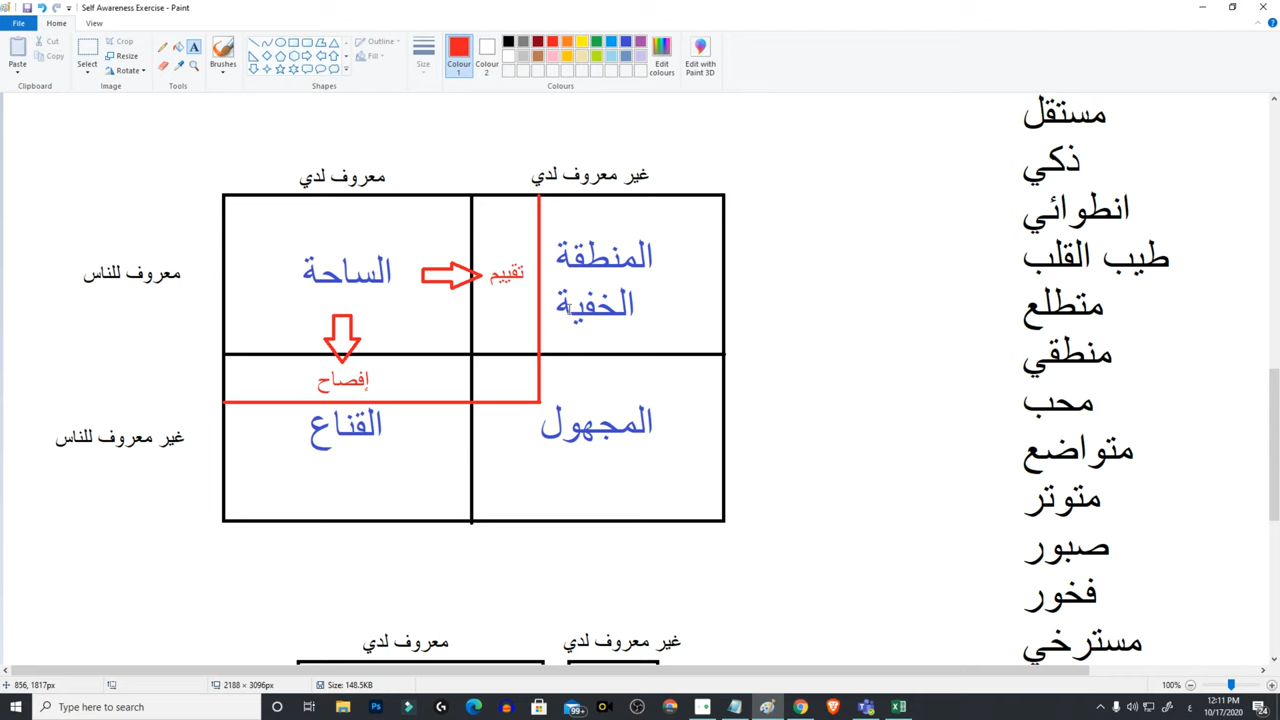 Self Awareness Exercise - Paint
File
Home
View
Paste
Cut
Copy
Clipboard
Select
Crop
Resize
Rotate
Image
A
Tools
Brushes
Shapes
Outline
Fill
Size
Colour 1
Colour 2
Edit colours
Colours
Edit with Paint 3D
غير معروف لدي
معروف لدي
معروف للناس
الساحة
تقييم
المنطقة
الخفية
إفصاح
القناع
المجهول
غير معروف للناس
غير معروف لدي
معروف لدي
مستقل
ذكي
انطوائي
طيب القلب
متطلع
منطقي
محب
متواضع
متوتر
صبور
فخور
مسترخي
856, 1817px
2188 × 3096px
Size: 148.5KB
100%
Type here to search
99+
12:11 PM
10/17/2020
ع
24